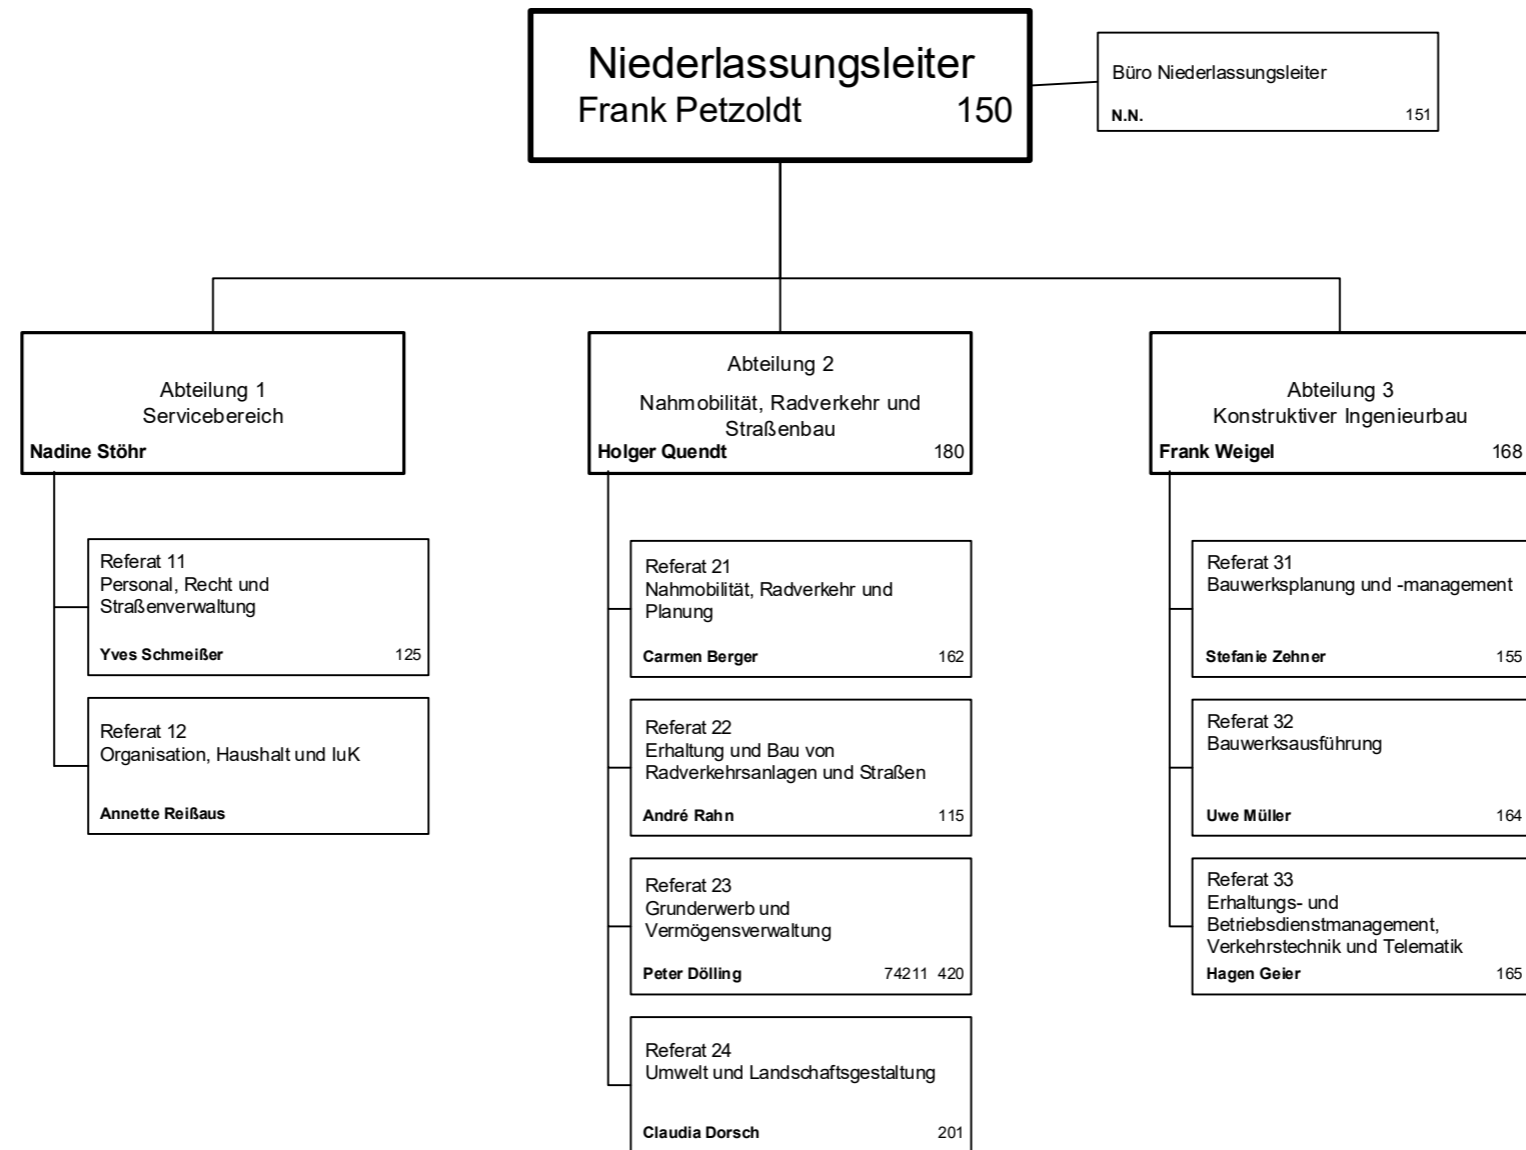 Niederlassungsleiter
Frank Petzoldt 150
Büro Niederlassungsleiter
N.N. 151
Abteilung 1
Servicebereich
Nadine Stöhr
Referat 11
Personal, Recht und
Straßenverwaltung
Yves Schmeißer 125
Referat 12
Organisation, Haushalt und IuK
Annette Reißaus
Abteilung 2
Nahmobilität, Radverkehr und
Straßenbau
Holger Quendt 180
Referat 21
Nahmobilität, Radverkehr und
Planung
Carmen Berger 162
Referat 22
Erhaltung und Bau von
Radverkehrsanlagen und Straßen
André Rahn 115
Referat 23
Grunderwerb und
Vermögensverwaltung
Peter Dölling 74211 420
Referat 24
Umwelt und Landschaftsgestaltung
Claudia Dorsch 201
Abteilung 3
Konstruktiver Ingenieurbau
Frank Weigel 168
Referat 31
Bauwerksplanung und -management
Stefanie Zehner 155
Referat 32
Bauwerksausführung
Uwe Müller 164
Referat 33
Erhaltungs- und
Betriebsdienstmanagement,
Verkehrstechnik und Telematik
Hagen Geier 165